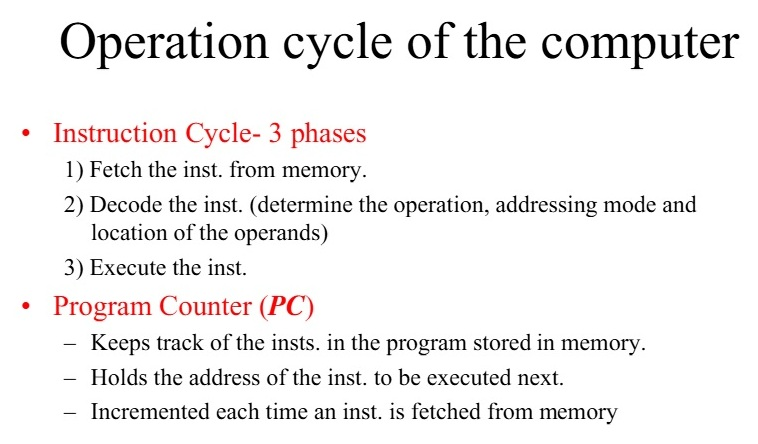 Operation cycle of the computer
• Instruction Cycle- 3 phases
1) Fetch the inst. from memory.
2) Decode the inst. (determine the operation, addressing mode and
location of the operands)
3) Execute the inst.
• Program Counter (PC)
– Keeps track of the insts. in the program stored in memory.
– Holds the address of the inst. to be executed next.
– Incremented each time an inst. is fetched from memory